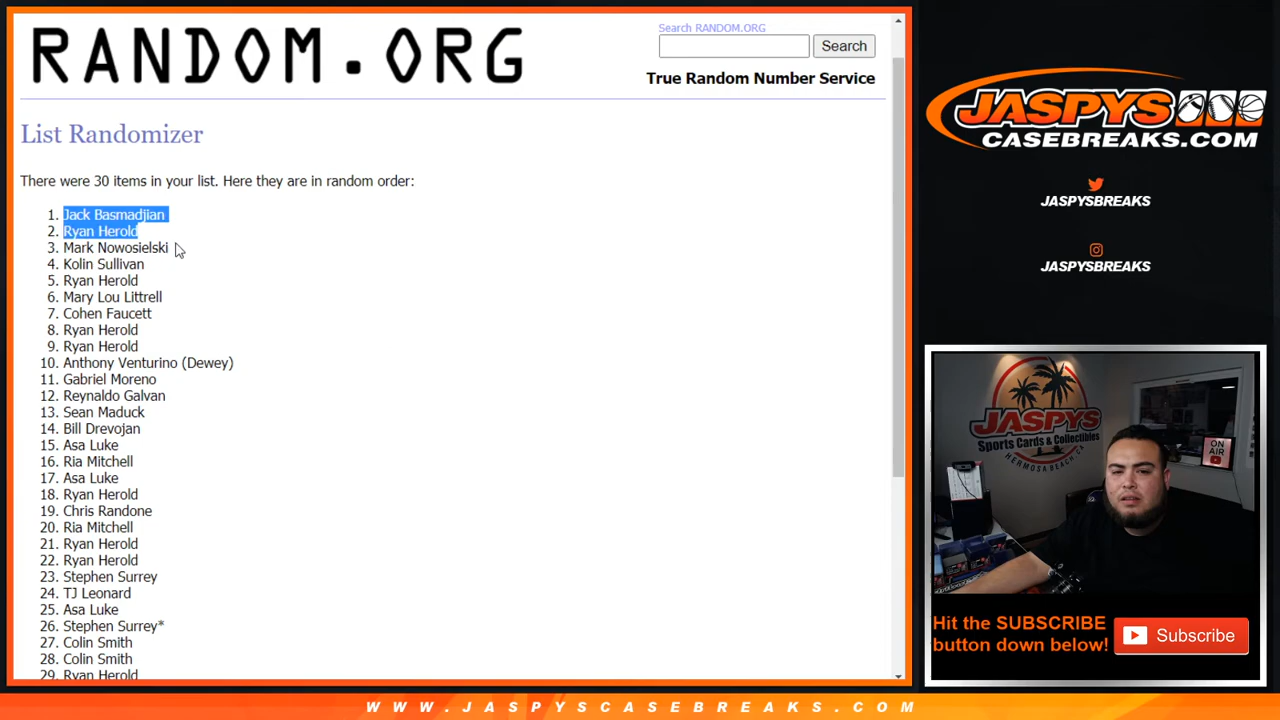 RANDOM.ORG
Search RANDOM.ORG
Search
True Random Number Service
List Randomizer
There were 30 items in your list. Here they are in random order:
1. Jack Basmadjian
2. Ryan Herold
3. Mark Nowosielski
4. Kolin Sullivan
5. Ryan Herold
6. Mary Lou Littrell
7. Cohen Faucett
8. Ryan Herold
9. Ryan Herold
10. Anthony Venturino (Dewey)
11. Gabriel Moreno
12. Reynaldo Galvan
13. Sean Maduck
14. Bill Drevojan
15. Asa Luke
16. Ria Mitchell
17. Asa Luke
18. Ryan Herold
19. Chris Randone
20. Ria Mitchell
21. Ryan Herold
22. Ryan Herold
23. Stephen Surrey
24. TJ Leonard
25. Asa Luke
26. Stephen Surrey*
27. Colin Smith
28. Colin Smith
29. Ryan Herold
JASPYS
CASEBREAKS.COM
JASPYSBREAKS
JASPYSBREAKS
JASPYS
Sports Cards & Collectibles
HERMOSA BEACH, CA
ON AIR
Hit the SUBSCRIBE
button down below!
Subscribe
WWW.JASPYSCASEBREAKS.COM